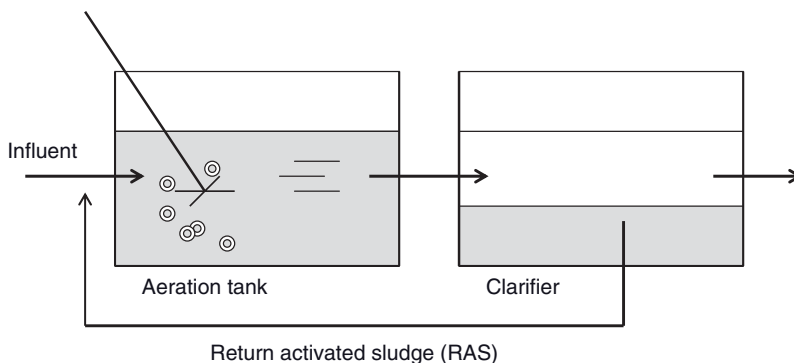 Influent
Aeration tank
Clarifier
Return activated sludge (RAS)